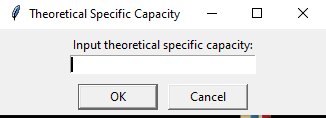 Theoretical Specific Capacity
Input theoretical specific capacity:
OK
Cancel